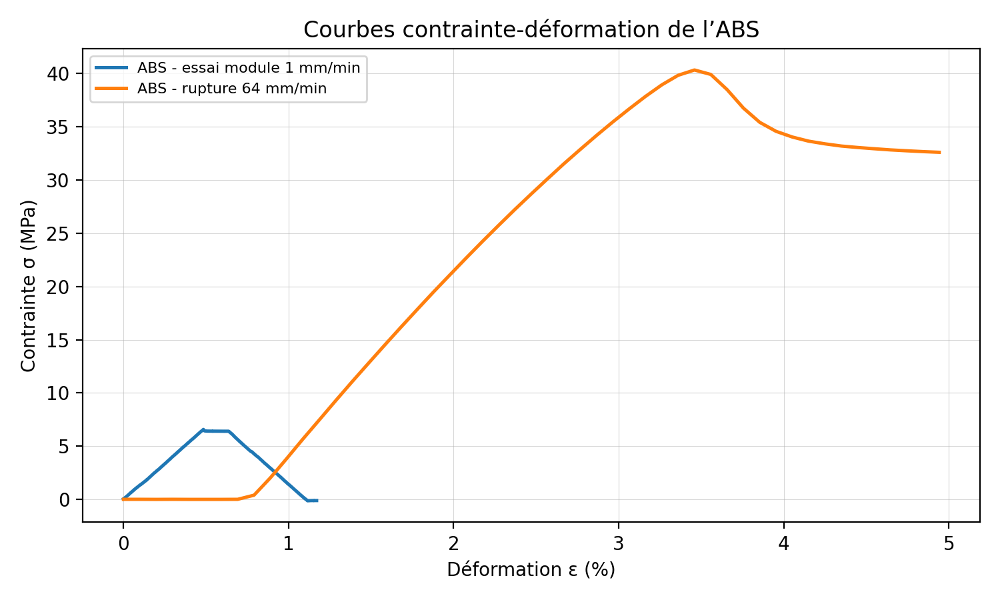 Courbes contrainte-déformation de l’ABS
ABS - essai module 1 mm/min
ABS - rupture 64 mm/min
Contrainte σ (MPa)
40
35
30
25
20
15
10
5
0
0 1 2 3 4 5
Déformation ε (%)